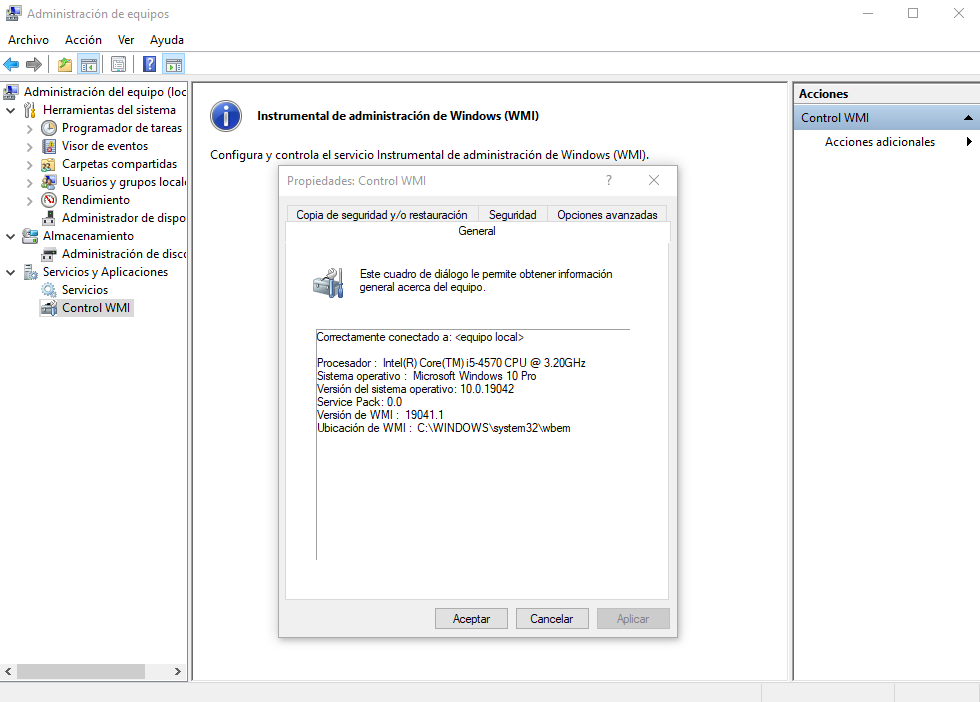 Administración de equipos
Archivo Acción Ver Ayuda
Administración del equipo (loc
Herramientas del sistema
Programador de tareas
Visor de eventos
Carpetas compartidas
Usuarios y grupos locale
Rendimiento
Administrador de dispo
Almacenamiento
Administración de disco
Servicios y Aplicaciones
Servicios
Control WMI
Instrumental de administración de Windows (WMI)
Configura y controla el servicio Instrumental de administración de Windows (WMI).
Propiedades: Control WMI
Copia de seguridad y/o restauración Seguridad Opciones avanzadas
General
Este cuadro de diálogo le permite obtener información
general acerca del equipo.
Correctamente conectado a: <equipo local>
Procesador : Intel(R) Core(TM) i5-4570 CPU @ 3.20GHz
Sistema operativo : Microsoft Windows 10 Pro
Versión del sistema operativo: 10.0.19042
Service Pack: 0.0
Versión de WMI : 19041.1
Ubicación de WMI : C:\WINDOWS\system32\wbem
Aceptar Cancelar Aplicar
Acciones
Control WMI
Acciones adicionales